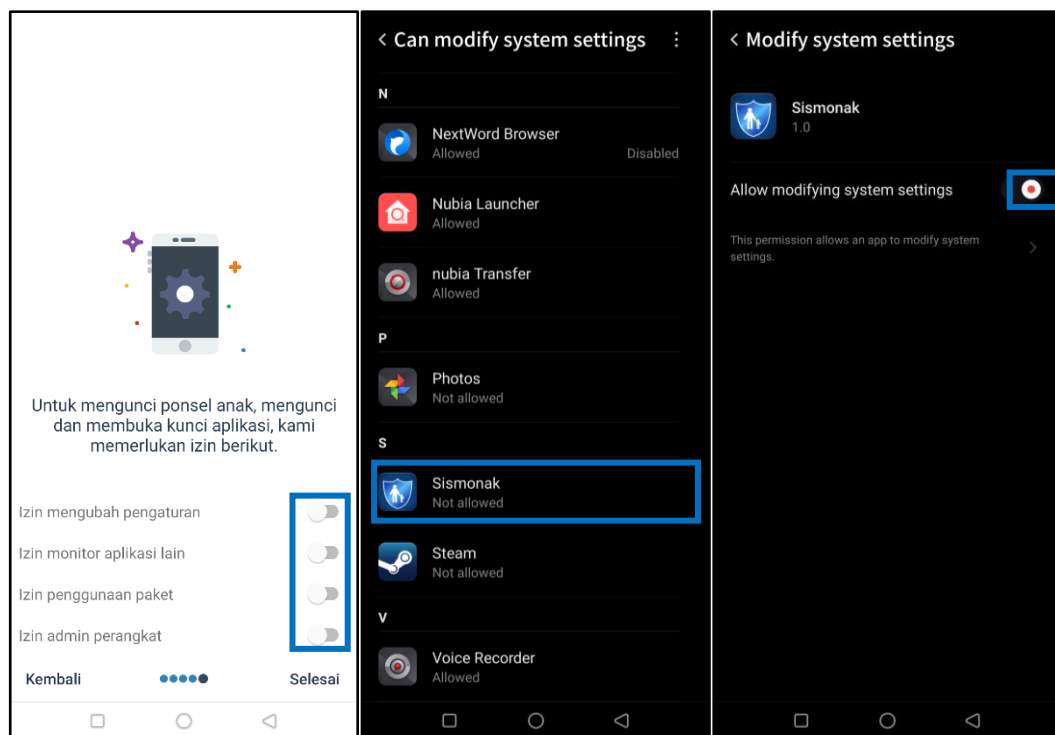 Untuk mengunci ponsel anak, mengunci
dan membuka kunci aplikasi, kami
memerlukan izin berikut.
Izin mengubah pengaturan
Izin monitor aplikasi lain
Izin penggunaan paket
Izin admin perangkat
Kembali
Selesai
Can modify system settings
N
NextWord Browser
Allowed
Disabled
Nubia Launcher
Allowed
nubia Transfer
Allowed
P
Photos
Not allowed
S
Sismonak
Not allowed
Steam
Not allowed
V
Voice Recorder
Allowed
Modify system settings
Sismonak
1.0
Allow modifying system settings
This permission allows an app to modify system
settings.